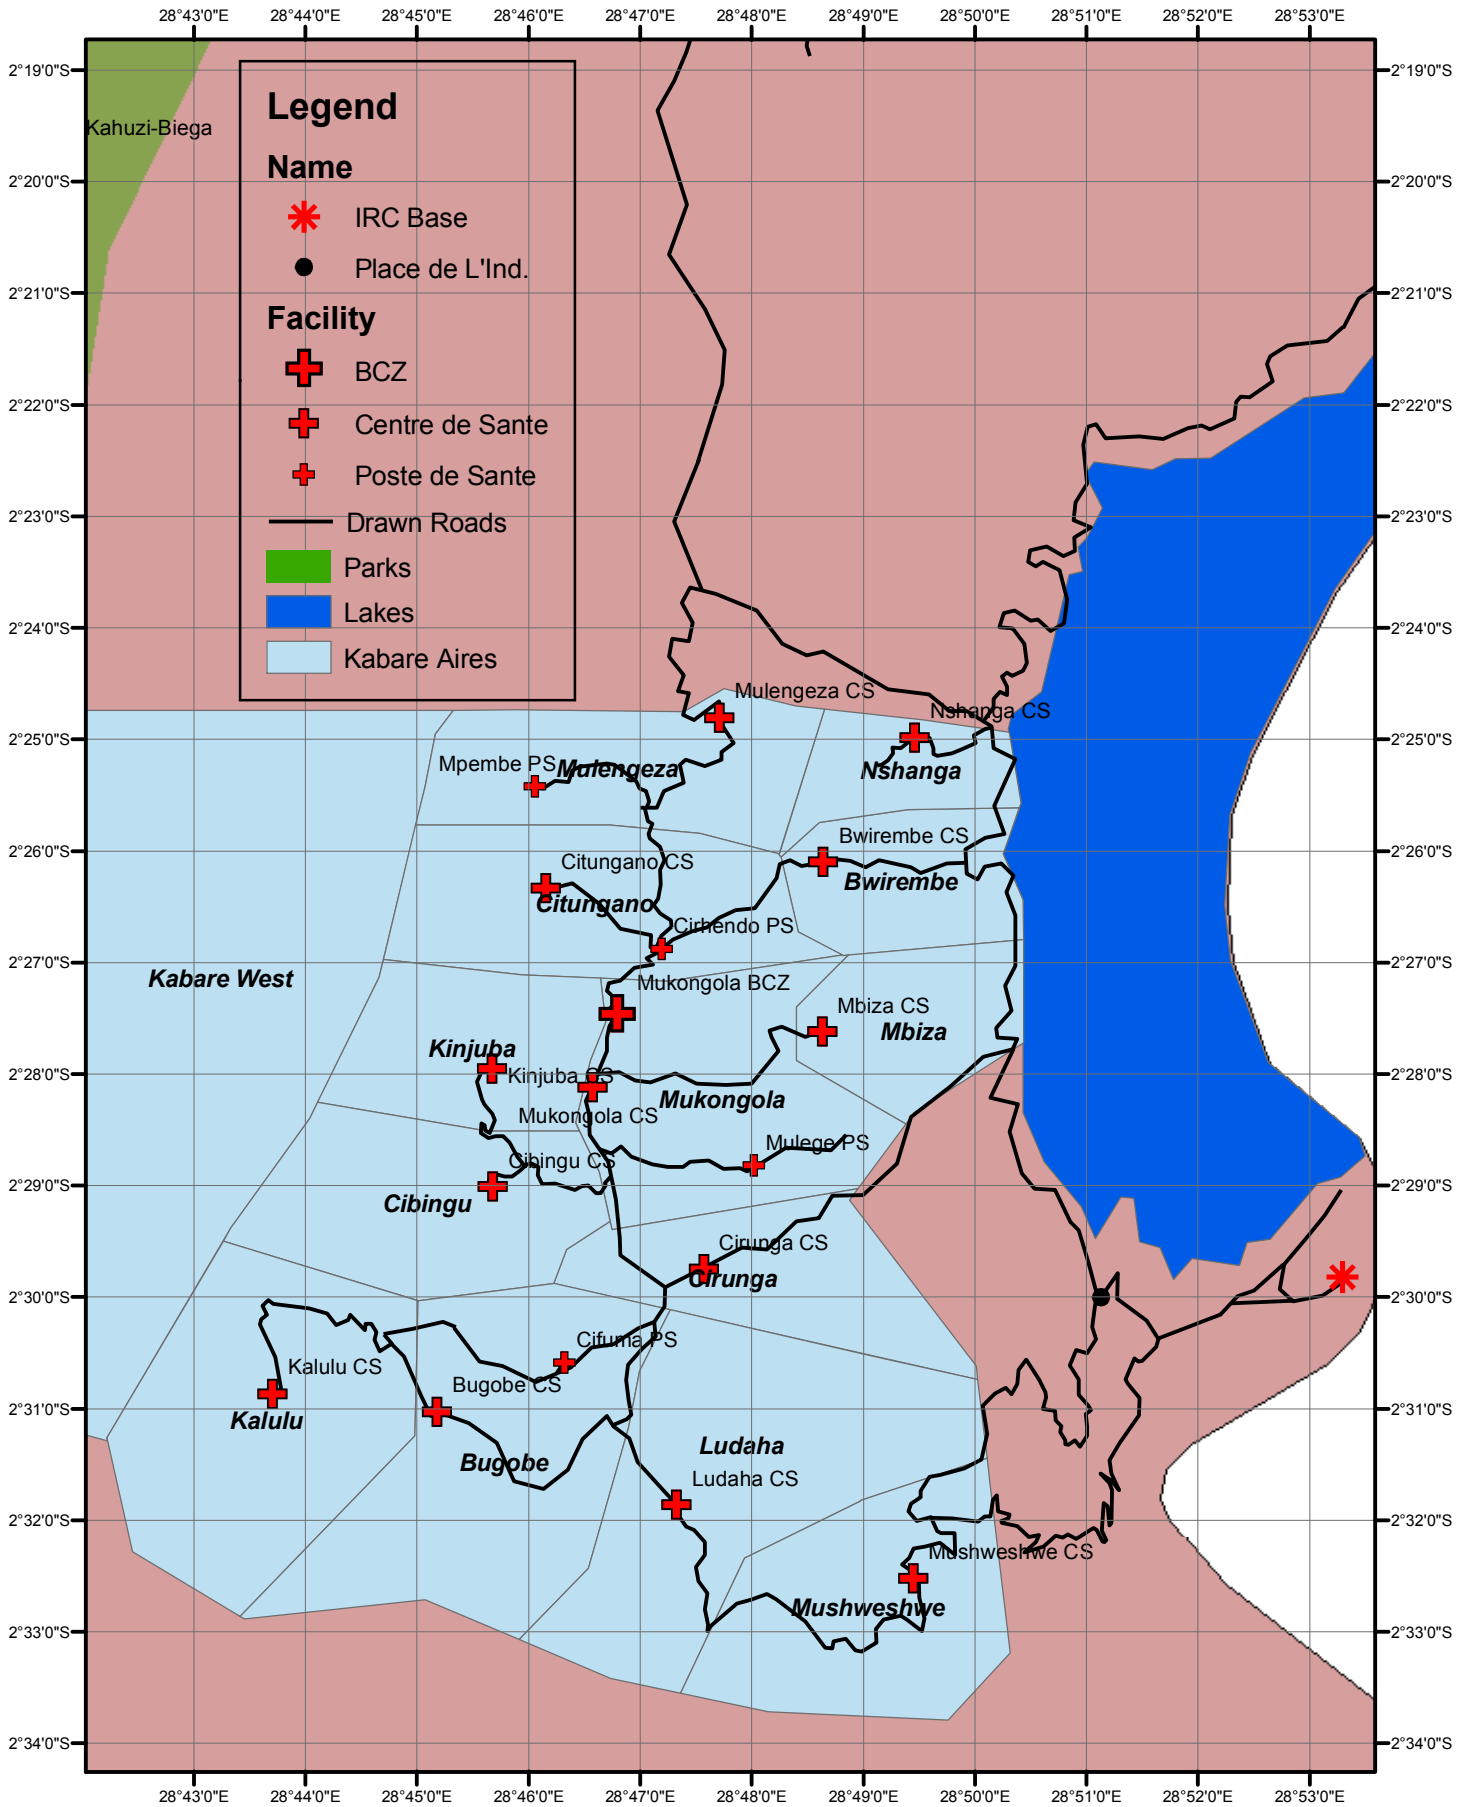 28°43'0"E 28°44'0"E 28°45'0"E 28°46'0"E 28°47'0"E 28°48'0"E 28°49'0"E 28°50'0"E 28°51'0"E 28°52'0"E 28°53'0"E
2°19'0"S 2°19'0"S
Legend
Kahuzi-Biega
Name
2°20'0"S 2°20'0"S
IRC Base
Place de L'Ind.
2°21'0"S 2°21'0"S
Facility
BCZ
2°22'0"S 2°22'0"S
Centre de Sante
Poste de Sante
2°23'0"S 2°23'0"S
Drawn Roads
Parks
Lakes
2°24'0"S 2°24'0"S
Kabare Aires
Mulengeza CS
Nshanga CS
2°25'0"S 2°25'0"S
Mpembe PS
Mulengeza
Nshanga
Bwirembe CS
2°26'0"S 2°26'0"S
Citungano CS
Bwirembe
Citungano
Cirhendo PS
2°27'0"S 2°27'0"S
Kabare West
Mukongola BCZ
Mbiza CS
Mbiza
Kinjuba
2°28'0"S 2°28'0"S
Kinjuba CS
Mukongola
Mukongola CS
Mulege PS
Cibingu CS
2°29'0"S 2°29'0"S
Cibingu
Cirunga CS
Cirunga
2°30'0"S 2°30'0"S
Cifuma PS
Kalulu CS
Bugobe CS
2°31'0"S 2°31'0"S
Kalulu
Ludaha
Bugobe
Ludaha CS
2°32'0"S 2°32'0"S
Mushweshwe CS
Mushweshwe
2°33'0"S 2°33'0"S
2°34'0"S 2°34'0"S
28°43'0"E 28°44'0"E 28°45'0"E 28°46'0"E 28°47'0"E 28°48'0"E 28°49'0"E 28°50'0"E 28°51'0"E 28°52'0"E 28°53'0"E